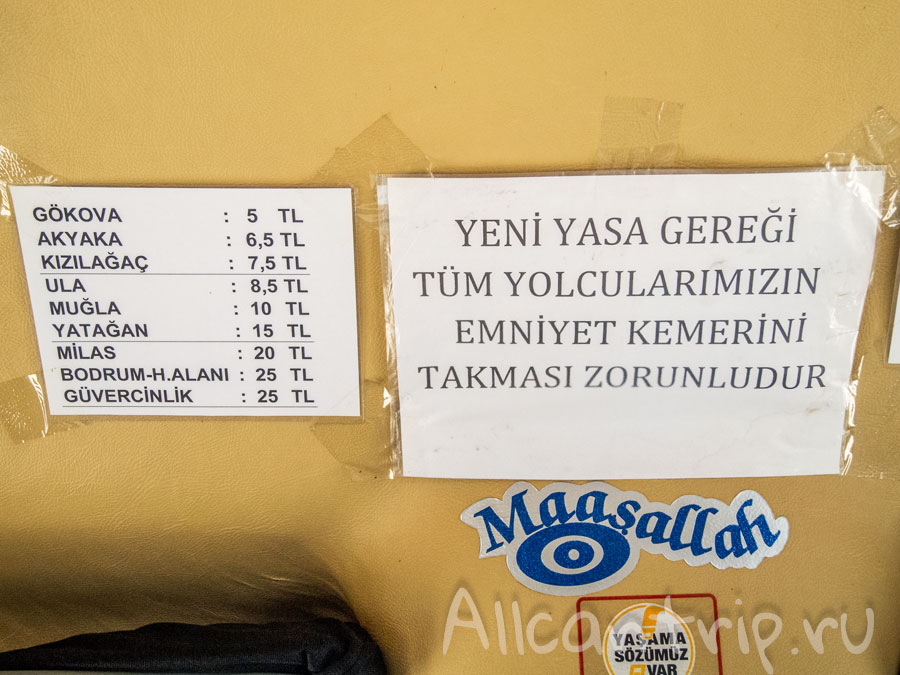 GÖKOVA : 5 TL
AKYAKA : 6,5 TL
KIZILAĞAÇ : 7,5 TL
ULA : 8,5 TL
MUĞLA : 10 TL
YATAĞAN : 15 TL
MİLAS : 20 TL
BODRUM-H.ALANI : 25 TL
GÜVERCİNLİK : 25 TL
YENİ YASA GEREĞİ
TÜM YOLCULARIMIZIN
EMNİYET KEMERİNİ
TAKMASI ZORUNLUDUR
Maaşallah
YAŞAMA
SÖZÜMÜZ
VAR
Allcantrip.ru